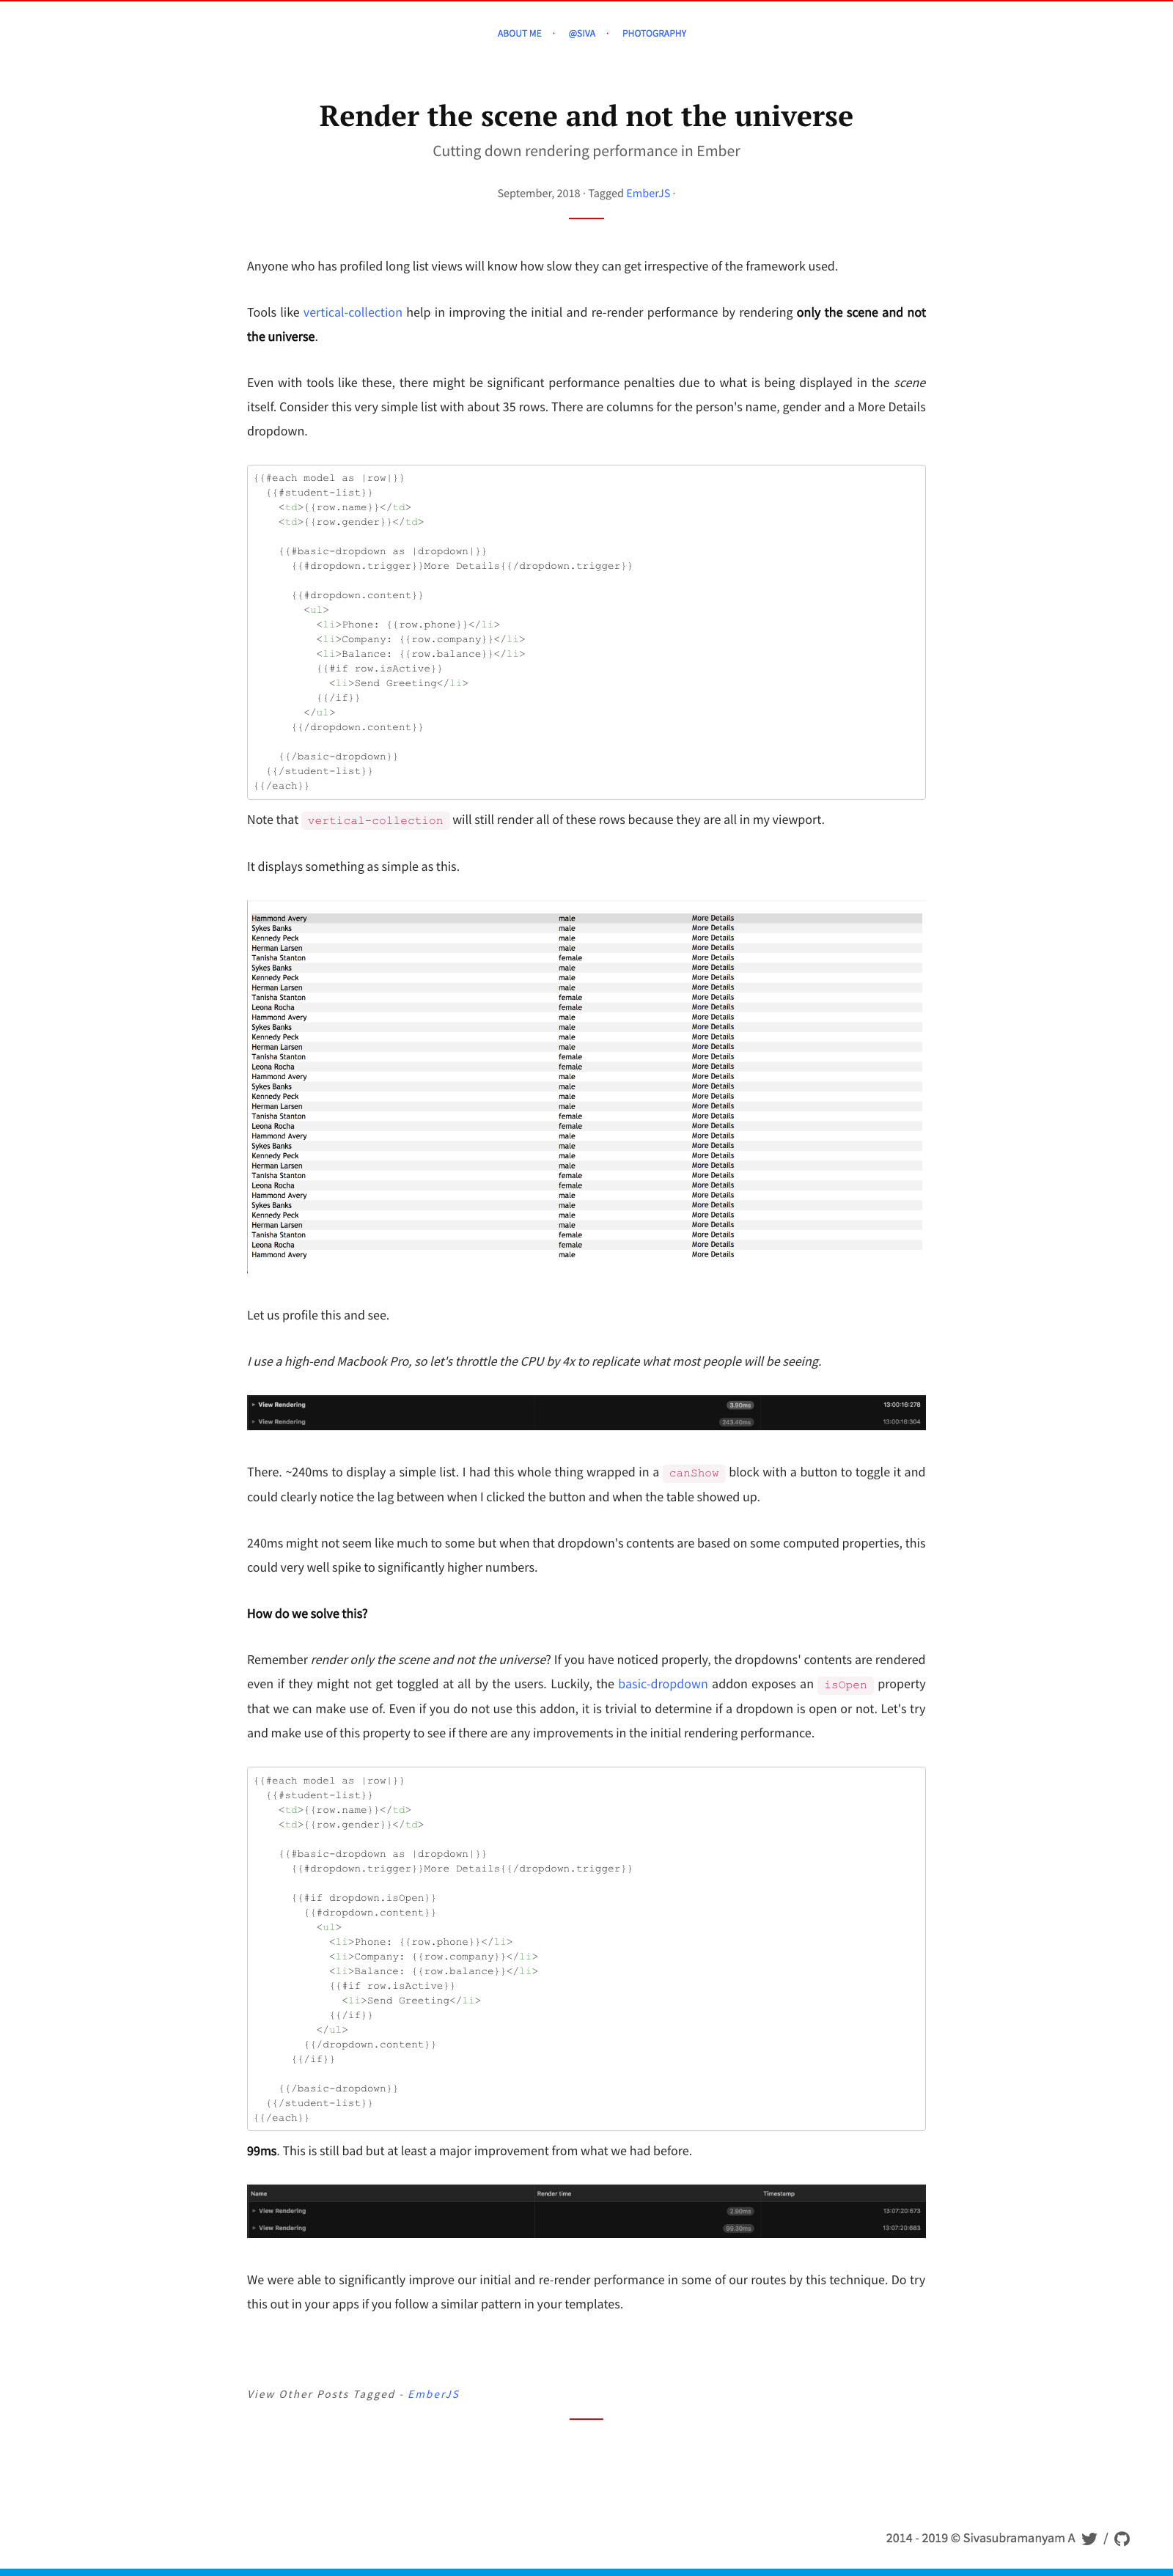 ABOUT ME · @SIVA · PHOTOGRAPHY
Render the scene and not the universe
Cutting down rendering performance in Ember
September, 2018 · Tagged EmberJS ·
Anyone who has profiled long list views will know how slow they can get irrespective of the framework used.
Tools like vertical-collection help in improving the initial and re-render performance by rendering only the scene and not
the universe.
Even with tools like these, there might be significant performance penalties due to what is being displayed in the scene
itself. Consider this very simple list with about 35 rows. There are columns for the person's name, gender and a More Details
dropdown.
{{#each model as |row|}}
{{#student-list}}
<td>{{row.name}}</td>
<td>{{row.gender}}</td>
{{#basic-dropdown as |dropdown|}}
{{#dropdown.trigger}}More Details{{/dropdown.trigger}}
{{#dropdown.content}}
<ul>
<li>Phone: {{row.phone}}</li>
<li>Company: {{row.company}}</li>
<li>Balance: {{row.balance}}</li>
{{#if row.isActive}}
<li>Send Greeting</li>
{{/if}}
</ul>
{{/dropdown.content}}
{{/basic-dropdown}}
{{/student-list}}
{{/each}}
Note that vertical-collection will still render all of these rows because they are all in my viewport.
It displays something as simple as this.
Hammond Avery male More Details
Sykes Banks male More Details
Kennedy Peck male More Details
Herman Larsen male More Details
Tanisha Stanton female More Details
Sykes Banks male More Details
Kennedy Peck male More Details
Herman Larsen male More Details
Tanisha Stanton female More Details
Leona Rocha female More Details
Hammond Avery male More Details
Sykes Banks male More Details
Kennedy Peck male More Details
Herman Larsen male More Details
Tanisha Stanton female More Details
Leona Rocha female More Details
Hammond Avery male More Details
Sykes Banks male More Details
Kennedy Peck male More Details
Herman Larsen male More Details
Tanisha Stanton female More Details
Leona Rocha female More Details
Hammond Avery male More Details
Sykes Banks male More Details
Kennedy Peck male More Details
Herman Larsen male More Details
Tanisha Stanton female More Details
Leona Rocha female More Details
Hammond Avery male More Details
Sykes Banks male More Details
Kennedy Peck male More Details
Herman Larsen male More Details
Tanisha Stanton female More Details
Leona Rocha female More Details
Hammond Avery male More Details
Let us profile this and see.
I use a high-end Macbook Pro, so let's throttle the CPU by 4x to replicate what most people will be seeing.
View Rendering 3.90ms 13:00:16:278
View Rendering 243.40ms 13:00:16:304
There. ~240ms to display a simple list. I had this whole thing wrapped in a canShow block with a button to toggle it and
could clearly notice the lag between when I clicked the button and when the table showed up.
240ms might not seem like much to some but when that dropdown's contents are based on some computed properties, this
could very well spike to significantly higher numbers.
How do we solve this?
Remember render only the scene and not the universe? If you have noticed properly, the dropdowns' contents are rendered
even if they might not get toggled at all by the users. Luckily, the basic-dropdown addon exposes an isOpen property
that we can make use of. Even if you do not use this addon, it is trivial to determine if a dropdown is open or not. Let's try
and make use of this property to see if there are any improvements in the initial rendering performance.
{{#each model as |row|}}
{{#student-list}}
<td>{{row.name}}</td>
<td>{{row.gender}}</td>
{{#basic-dropdown as |dropdown|}}
{{#dropdown.trigger}}More Details{{/dropdown.trigger}}
{{#if dropdown.isOpen}}
{{#dropdown.content}}
<ul>
<li>Phone: {{row.phone}}</li>
<li>Company: {{row.company}}</li>
<li>Balance: {{row.balance}}</li>
{{#if row.isActive}}
<li>Send Greeting</li>
{{/if}}
</ul>
{{/dropdown.content}}
{{/if}}
{{/basic-dropdown}}
{{/student-list}}
{{/each}}
99ms. This is still bad but at least a major improvement from what we had before.
Name Render time Timestamp
View Rendering 2.90ms 13:07:20:673
View Rendering 99.30ms 13:07:20:683
We were able to significantly improve our initial and re-render performance in some of our routes by this technique. Do try
this out in your apps if you follow a similar pattern in your templates.
View Other Posts Tagged - EmberJS
2014 - 2019 © Sivasubramanyam A /